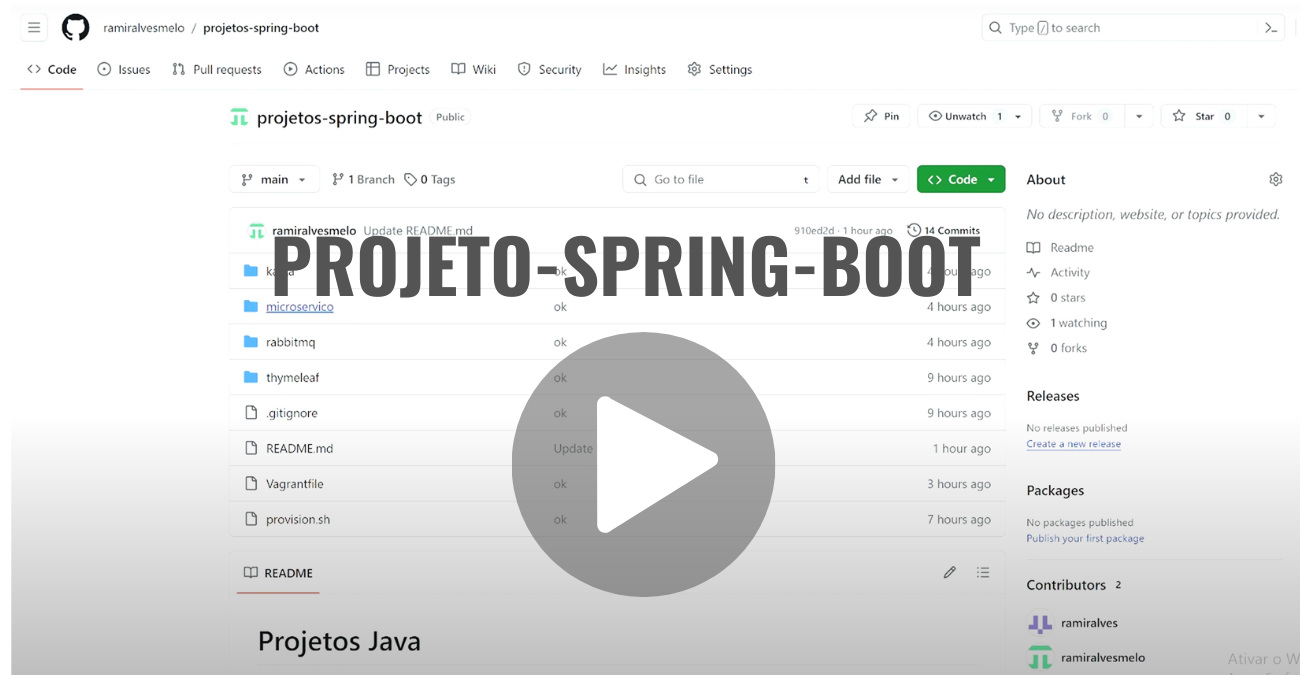 ramiralvesmelo / projetos-spring-boot
Type / to search
Code Issues Pull requests Actions Projects Wiki Security Insights Settings
projetos-spring-boot Public
Pin Unwatch 1 Fork 0 Star 0
main 1 Branch 0 Tags Go to file t Add file Code
ramiralvesmelo Update README.md 910ed2d · 1 hour ago 14 Commits
PROJETO-SPRING-BOOT
ok ago
microservico ok 4 hours ago
rabbitmq ok 4 hours ago
thymeleaf ok 9 hours ago
.gitignore ok 9 hours ago
README.md Update 1 hour ago
Vagrantfile ok 3 hours ago
provision.sh ok 7 hours ago
README
Projetos Java
About
No description, website, or topics provided.
Readme
Activity
0 stars
1 watching
0 forks
Releases
No releases published
Create a new release
Packages
No packages published
Publish your first package
Contributors 2
ramiralves
ramiralvesmelo
Ativar o W